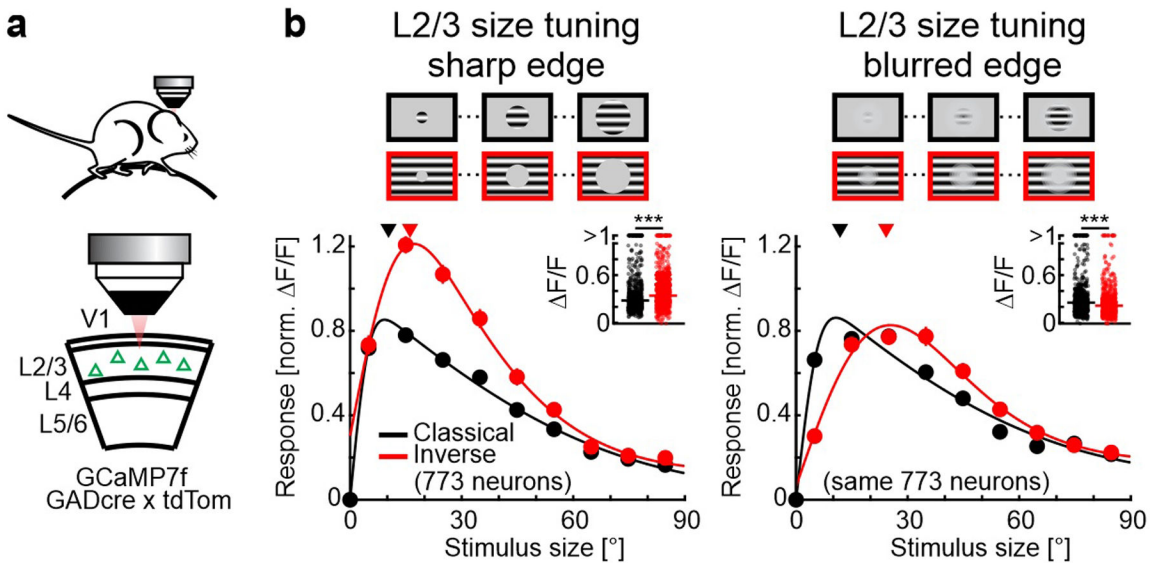 a
V1
L2/3
L4
L5/6
GCaMP7f
GADcre x tdTom
b
L2/3 size tuning
sharp edge
Response [norm. ΔF/F]
1.2
0.8
0.4
0
0
30
60
90
Stimulus size [°]
Classical
Inverse
(773 neurons)
***
ΔF/F
>1
0.6
0
L2/3 size tuning
blurred edge
Response [norm. ΔF/F]
1.2
0.8
0.4
0
0
30
60
90
Stimulus size [°]
(same 773 neurons)
***
ΔF/F
>1
0.6
0